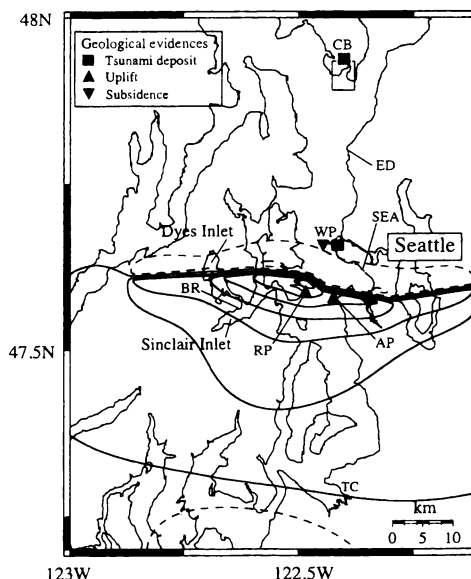 48N
Geological evidences
Tsunami deposit
Uplift
Subsidence
CB
ED
WP
SEA
Seattle
Dyes Inlet
BR
47.5N
Sinclair Inlet
RP
AP
TC
km
0 5 10
123W
122.5W